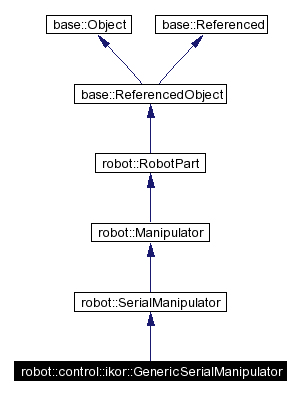 base::Object
base::Referenced
base::ReferencedObject
robot::RobotPart
robot::Manipulator
robot::SerialManipulator
robot::control::ikor::GenericSerialManipulator